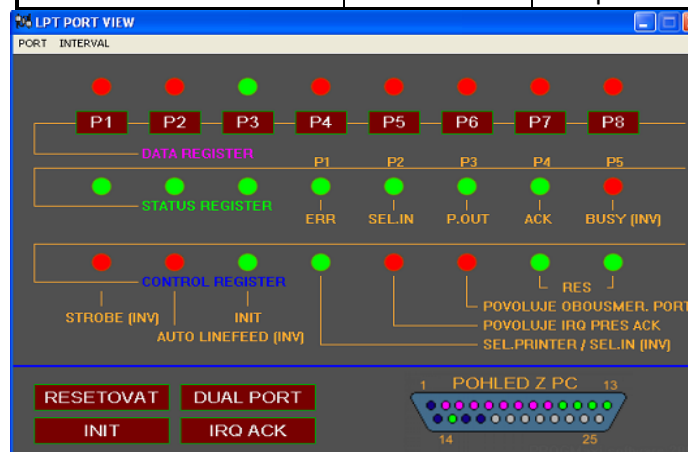 LPT PORT VIEW
PORT INTERVAL
P1 P2 P3 P4 P5 P6 P7 P8
DATA REGISTER
P1 P2 P3 P4 P5
STATUS REGISTER
ERR SEL.IN P.OUT ACK BUSY (INV)
CONTROL REGISTER
RES
STROBE (INV) INIT
POVOLUJE OBOUSMER. PORT
AUTO LINEFEED (INV)
POVOLUJE IRQ PRES ACK
SEL.PRINTER / SEL.IN (INV)
RESETOVAT DUAL PORT
INIT IRQ ACK
POHLED Z PC
1 13
14 25